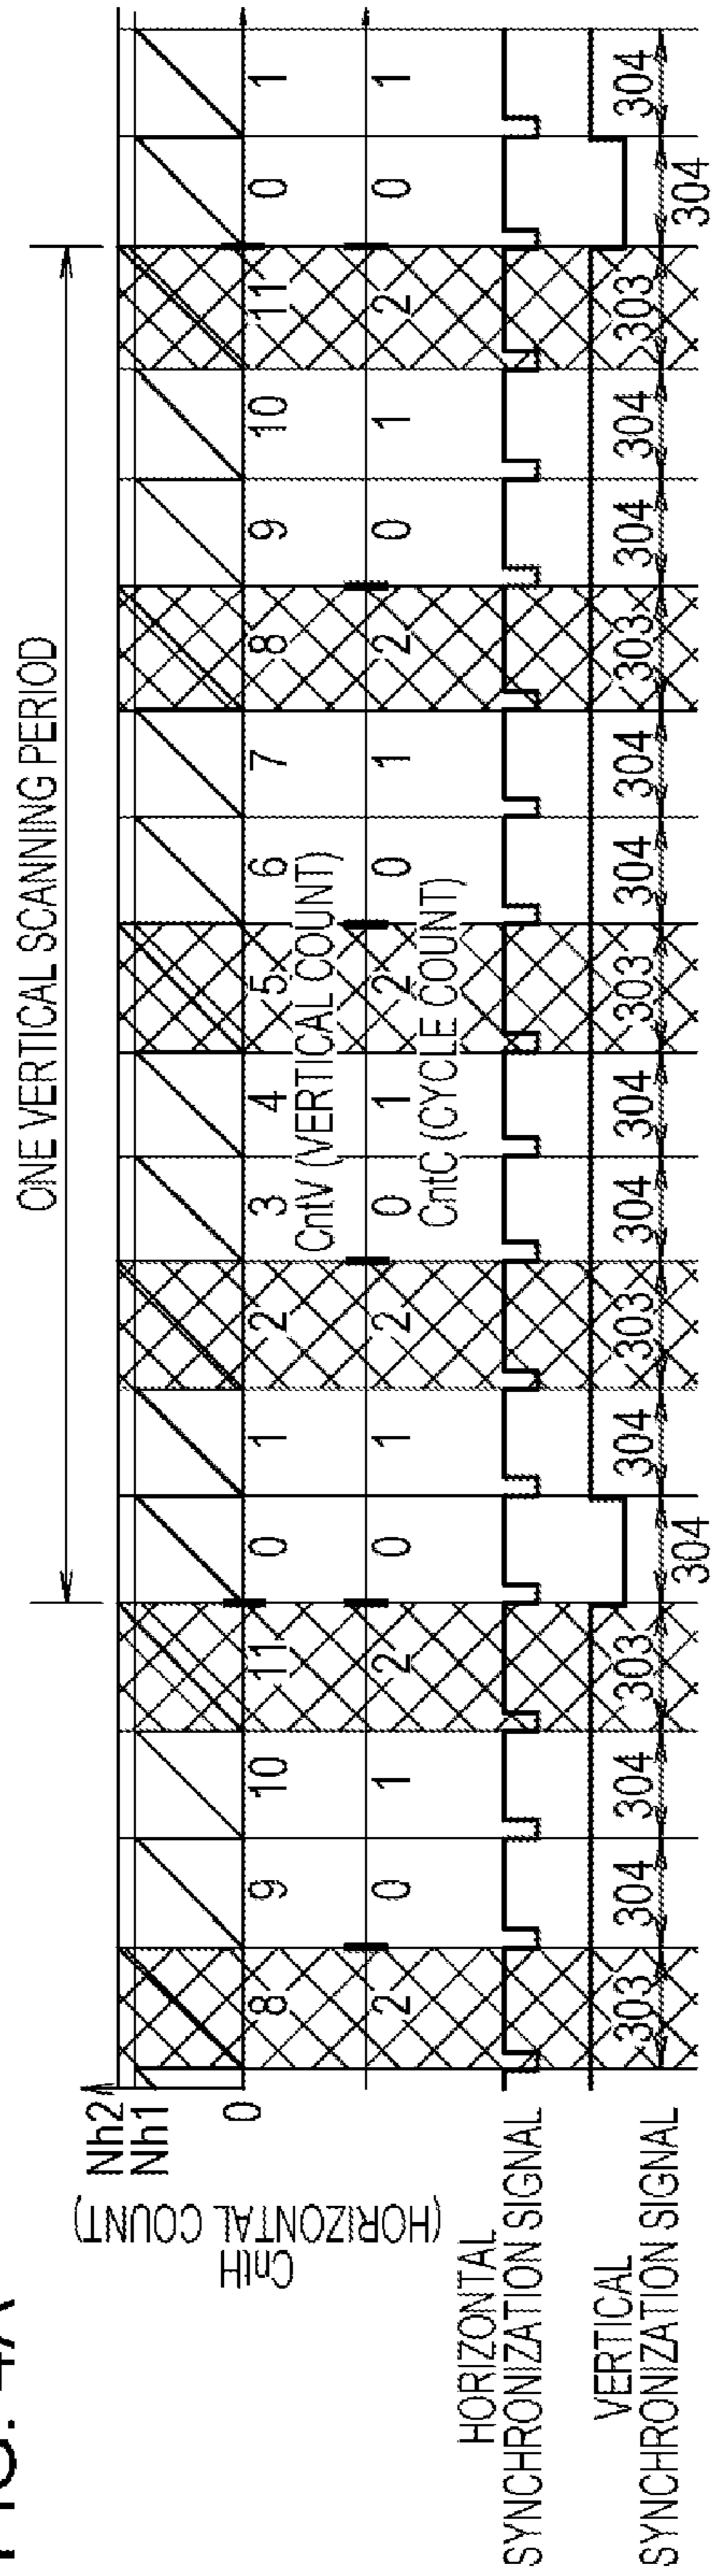 FIG. 4A
ONE VERTICAL SCANNING PERIOD
Nh2
Nh1
0
CntH
(HORIZONTAL COUNT)
8 9 10 11 0 1 2 3 4 5 6 7 8 9 10 11 0 1
CntV (VERTICAL COUNT)
2 0 1 2 0 1 2 0 1 2 0 1 2 0 1 2 0 1
CntC (CYCLE COUNT)
HORIZONTAL
SYNCHRONIZATION SIGNAL
VERTICAL
SYNCHRONIZATION SIGNAL
303 304 304 303 304 304 303 304 304 303 304 304 303 304 304 303 304 304